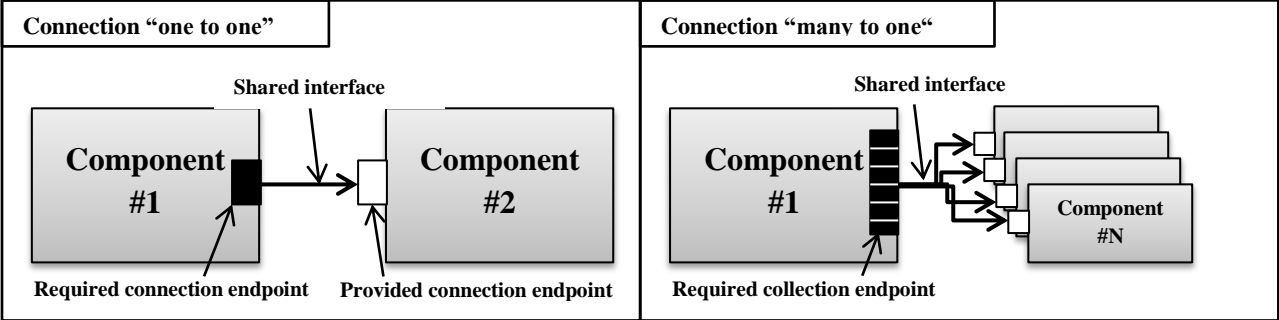 Connection “one to one”
Shared interface
Component
#1
Component
#2
Required connection endpoint
Provided connection endpoint
Connection “many to one“
Shared interface
Component
#1
Component
#N
Required collection endpoint